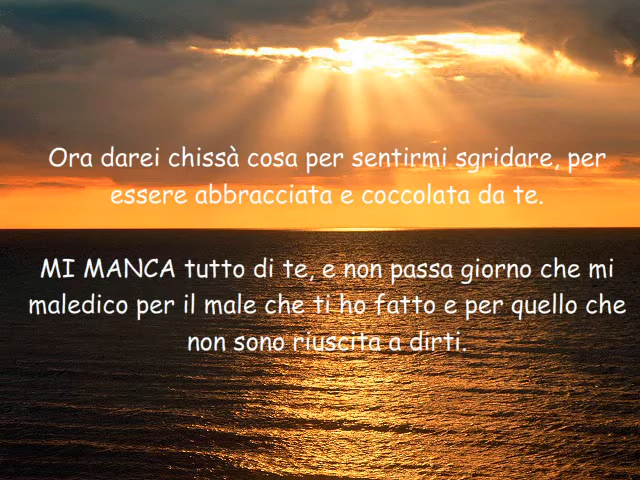 Ora darei chissà cosa per sentirmi sgridare, per
essere abbracciata e coccolata da te.
MI MANCA tutto di te, e non passa giorno che mi
maledico per il male che ti ho fatto e per quello che
non sono riuscita a dirti.